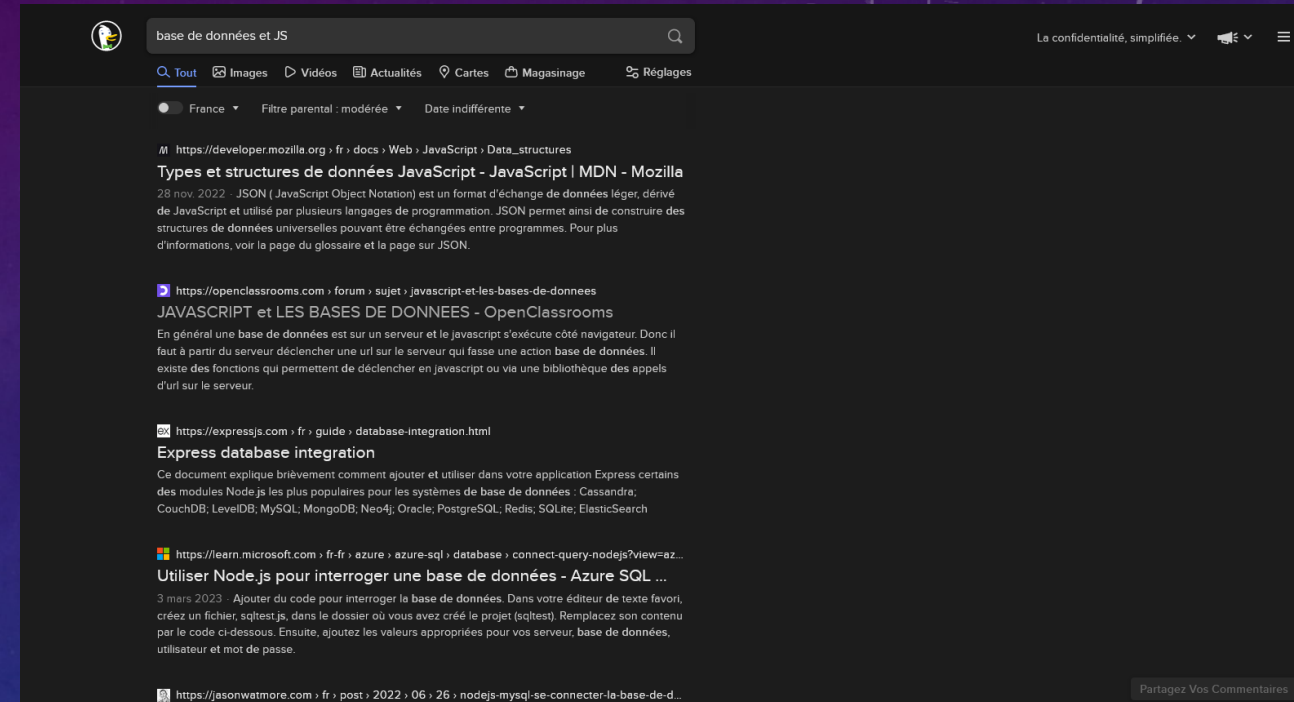 base de données et JS
La confidentialité, simplifiée.
Tout Images Vidéos Actualités Cartes Magasinage Réglages
France Filtre parental : modérée Date indifférente
https://developer.mozilla.org › fr › docs › Web › JavaScript › Data_structures
Types et structures de données JavaScript - JavaScript | MDN - Mozilla
28 nov. 2022 · JSON ( JavaScript Object Notation) est un format d'échange de données léger, dérivé
de JavaScript et utilisé par plusieurs langages de programmation. JSON permet ainsi de construire des
structures de données universelles pouvant être échangées entre programmes. Pour plus
d'informations, voir la page du glossaire et la page sur JSON.
https://openclassrooms.com › forum › sujet › javascript-et-les-bases-de-donnees
JAVASCRIPT et LES BASES DE DONNEES - OpenClassrooms
En général une base de données est sur un serveur et le javascript s'exécute côté navigateur. Donc il
faut à partir du serveur déclencher une url sur le serveur qui fasse une action base de données. Il
existe des fonctions qui permettent de déclencher en javascript ou via une bibliothèque des appels
d'url sur le serveur.
ex https://expressjs.com › fr › guide › database-integration.html
Express database integration
Ce document explique brièvement comment ajouter et utiliser dans votre application Express certains
des modules Node.js les plus populaires pour les systèmes de base de données : Cassandra;
CouchDB; LevelDB; MySQL; MongoDB; Neo4j; Oracle; PostgreSQL; Redis; SQLite; ElasticSearch
https://learn.microsoft.com › fr-fr › azure › azure-sql › database › connect-query-nodejs?view=az...
Utiliser Node.js pour interroger une base de données - Azure SQL ...
3 mars 2023 · Ajouter du code pour interroger la base de données. Dans votre éditeur de texte favori,
créez un fichier, sqltest.js, dans le dossier où vous avez créé le projet (sqltest). Remplacez son contenu
par le code ci-dessous. Ensuite, ajoutez les valeurs appropriées pour vos serveur, base de données,
utilisateur et mot de passe.
https://jasonwatmore.com › fr › post › 2022 › 06 › 26 › nodejs-mysql-se-connecter-la-base-de-d...
Partagez Vos Commentaires